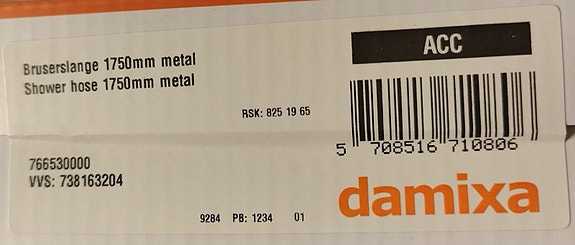 Bruserslange 1750mm metal
Shower hose 1750mm metal
ACC
RSK: 825 19 65
5 708516 710806
766530000
VVS: 738163204
damixa
9284 PB: 1234 01